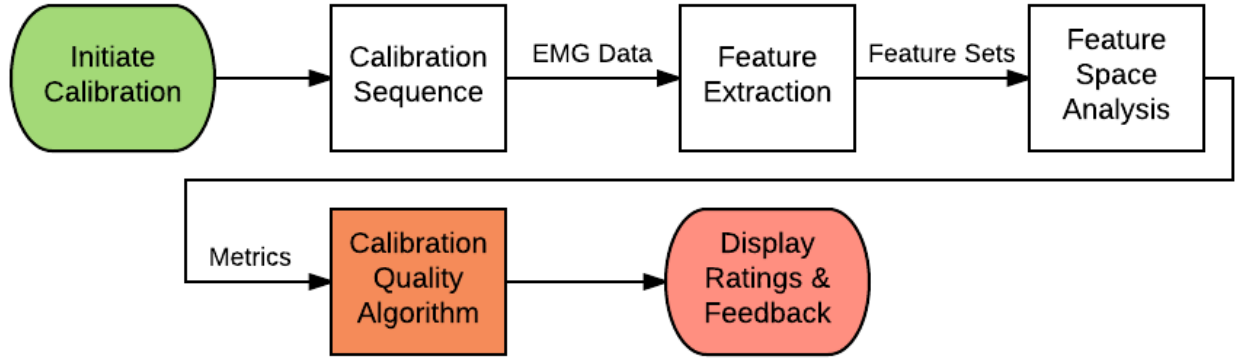 Initiate
Calibration
Calibration
Sequence
EMG Data
Feature
Extraction
Feature Sets
Feature
Space
Analysis
Metrics
Calibration
Quality
Algorithm
Display
Ratings &
Feedback